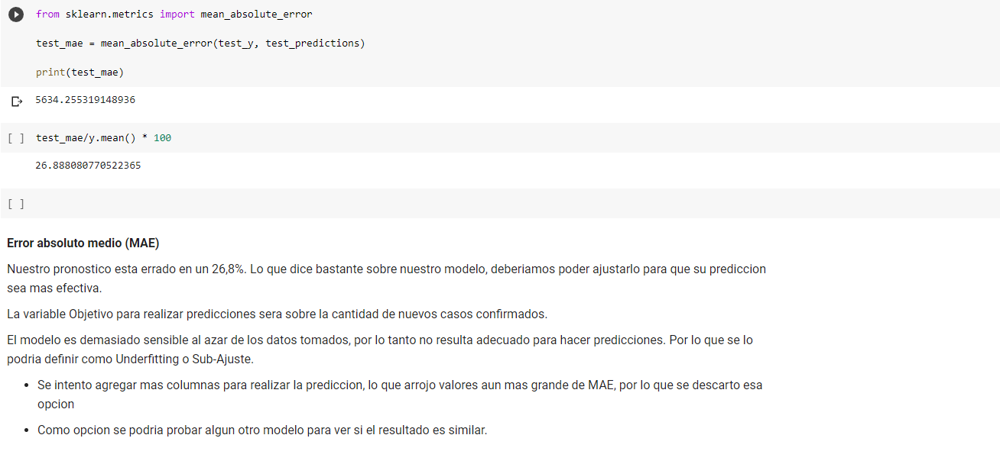 from sklearn.metrics import mean_absolute_error
test_mae = mean_absolute_error(test_y, test_predictions)
print(test_mae)
5634.255319148936
[ ] test_mae/y.mean() * 100
26.888080770522365
[ ]
Error absoluto medio (MAE)
Nuestro pronostico esta errado en un 26,8%. Lo que dice bastante sobre nuestro modelo, deberiamos poder ajustarlo para que su prediccion
sea mas efectiva.
La variable Objetivo para realizar predicciones sera sobre la cantidad de nuevos casos confirmados.
El modelo es demasiado sensible al azar de los datos tomados, por lo tanto no resulta adecuado para hacer predicciones. Por lo que se lo
podria definir como Underfitting o Sub-Ajuste.
• Se intento agregar mas columnas para realizar la prediccion, lo que arrojo valores aun mas grande de MAE, por lo que se descarto esa
opcion
• Como opcion se podria probar algun otro modelo para ver si el resultado es similar.